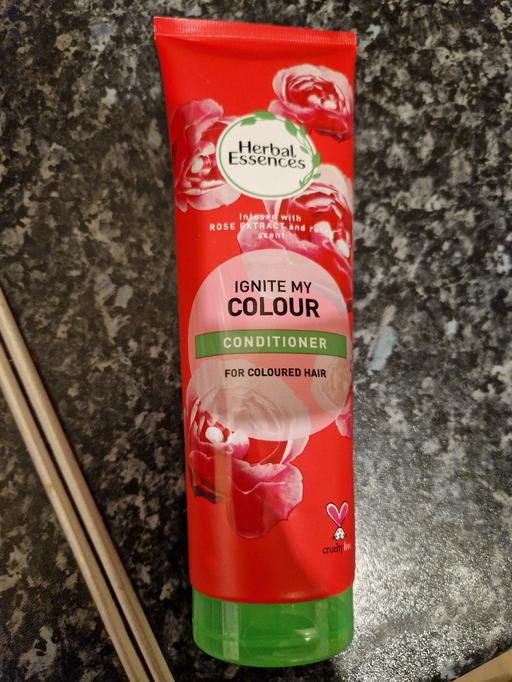 Herbal
Essences
Infused with
ROSE EXTRACT and rose
scent
IGNITE MY
COLOUR
CONDITIONER
FOR COLOURED HAIR
cruelty free